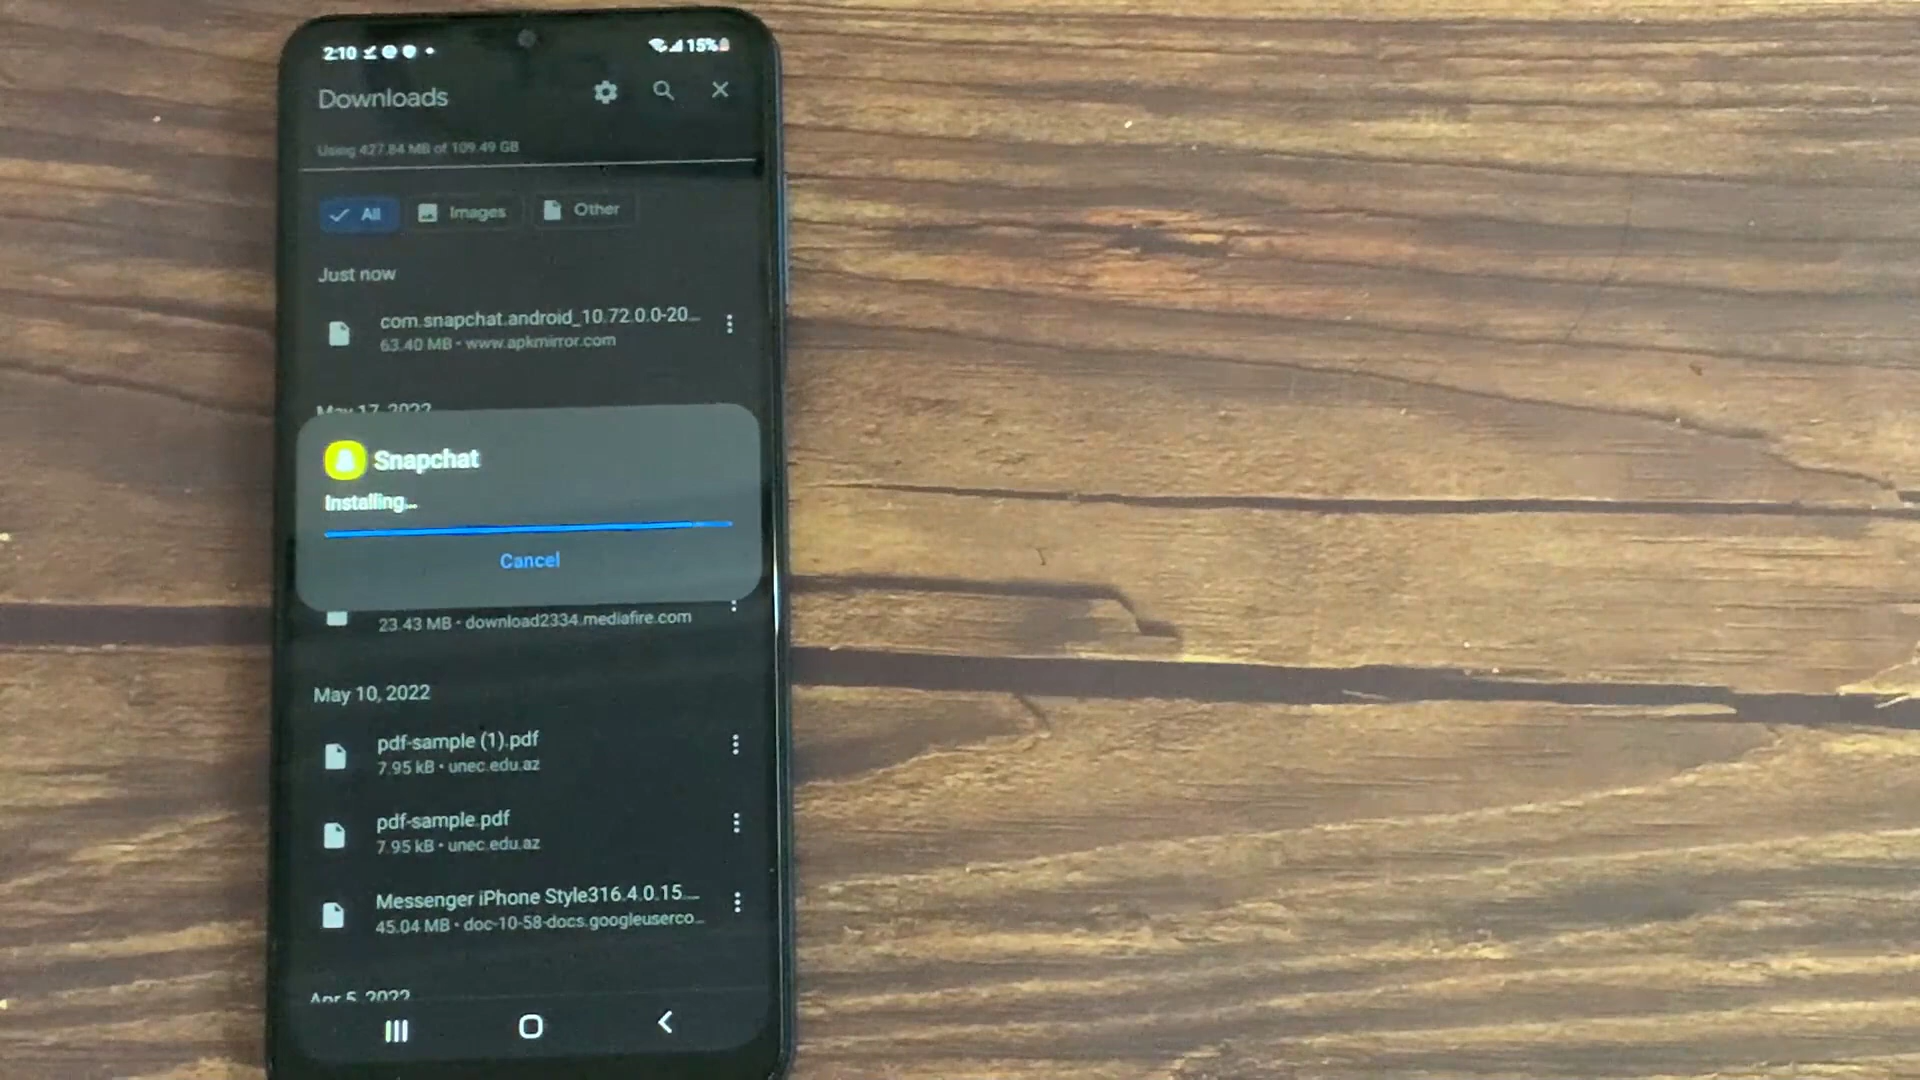 2:10
15%
Downloads
Using 427.84 MB of 109.49 GB
All
Images
Other
Just now
com.snapchat.android_10.72.0.0-20...
63.40 MB • www.apkmirror.com
May 17, 2022
Snapchat
Installing...
Cancel
23.43 MB • download2334.mediafire.com
May 10, 2022
pdf-sample (1).pdf
7.95 kB • unec.edu.az
pdf-sample.pdf
7.95 kB • unec.edu.az
Messenger iPhone Style316.4.0.15....
45.04 MB • doc-10-58-docs.googleuserco...
Apr 5, 2022